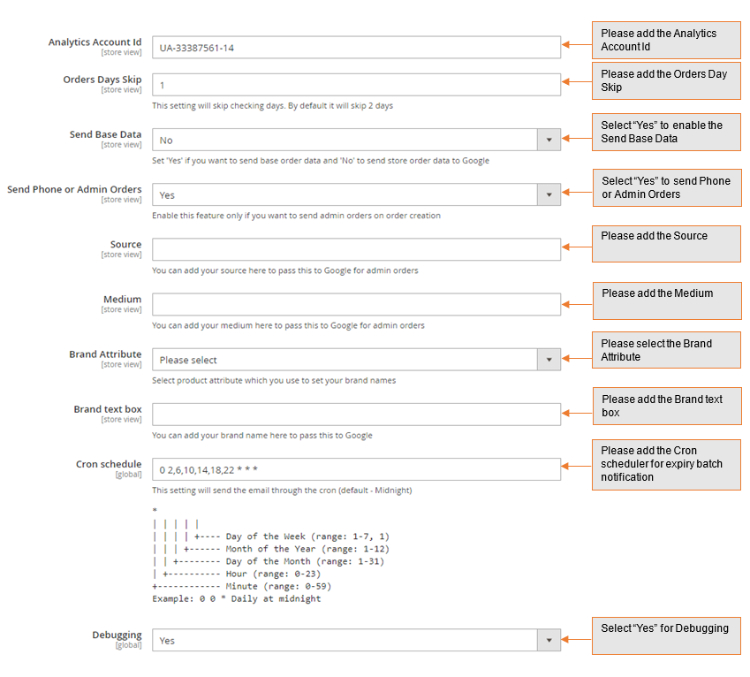 Analytics Account Id
[store view]
UA-33387561-14
Please add the Analytics
Account Id
Orders Days Skip
[store view]
1
This setting will skip checking days. By default it will skip 2 days
Please add the Orders Day
Skip
Send Base Data
[store view]
No
Set 'Yes' if you want to send base order data and 'No' to send store order data to Google
Select "Yes" to enable the
Send Base Data
Send Phone or Admin Orders
[store view]
Yes
Enable this feature only if you want to send admin orders on order creation
Select "Yes" to send Phone
or Admin Orders
Source
[store view]
You can add your source here to pass this to Google for admin orders
Please add the Source
Medium
[store view]
You can add your medium here to pass this to Google for admin orders
Please add the Medium
Brand Attribute
[store view]
Please select
Select product attribute which you use to set your brand names
Please select the Brand
Attribute
Brand text box
[store view]
You can add your brand name here to pass this to Google
Please add the Brand text
box
Cron schedule
[global]
0 2,6,10,14,18,22 * * *
This setting will send the email through the cron (default - Midnight)
Please add the Cron
scheduler for expiry batch
notification
*
| | | | |
| | | | +---- Day of the Week (range: 1-7, 1)
| | | +------ Month of the Year (range: 1-12)
| | +-------- Day of the Month (range: 1-31)
| +---------- Hour (range: 0-23)
+------------ Minute (range: 0-59)
Example: 0 0 * Daily at midnight
Debugging
[global]
Yes
Select "Yes" for Debugging